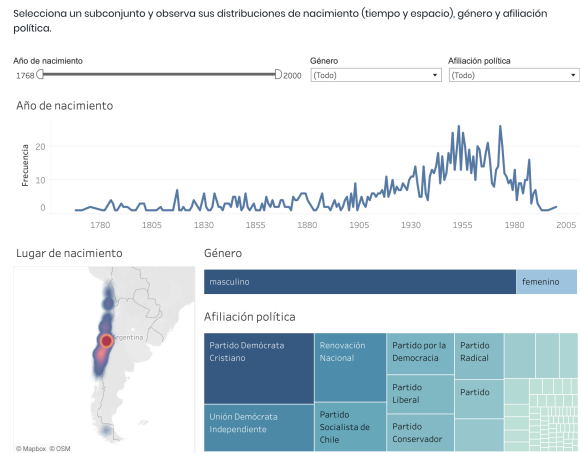 Selecciona un subconjunto y observa sus distribuciones de nacimiento (tiempo y espacio), género y afiliación
política.
Año de nacimiento
1768
2000
Género
(Todo)
Afiliación política
(Todo)
Año de nacimiento
Frecuencia
20
10
0
1780 1805 1830 1855 1880 1905 1930 1955 1980 2005
Lugar de nacimiento
Argentina
© Mapbox © OSM
Género
masculino
femenino
Afiliación política
Partido Demócrata
Cristiano
Unión Demócrata
Independiente
Renovación
Nacional
Partido
Socialista de
Chile
Partido por la
Democracia
Partido
Liberal
Partido
Conservador
Partido
Radical
Partido